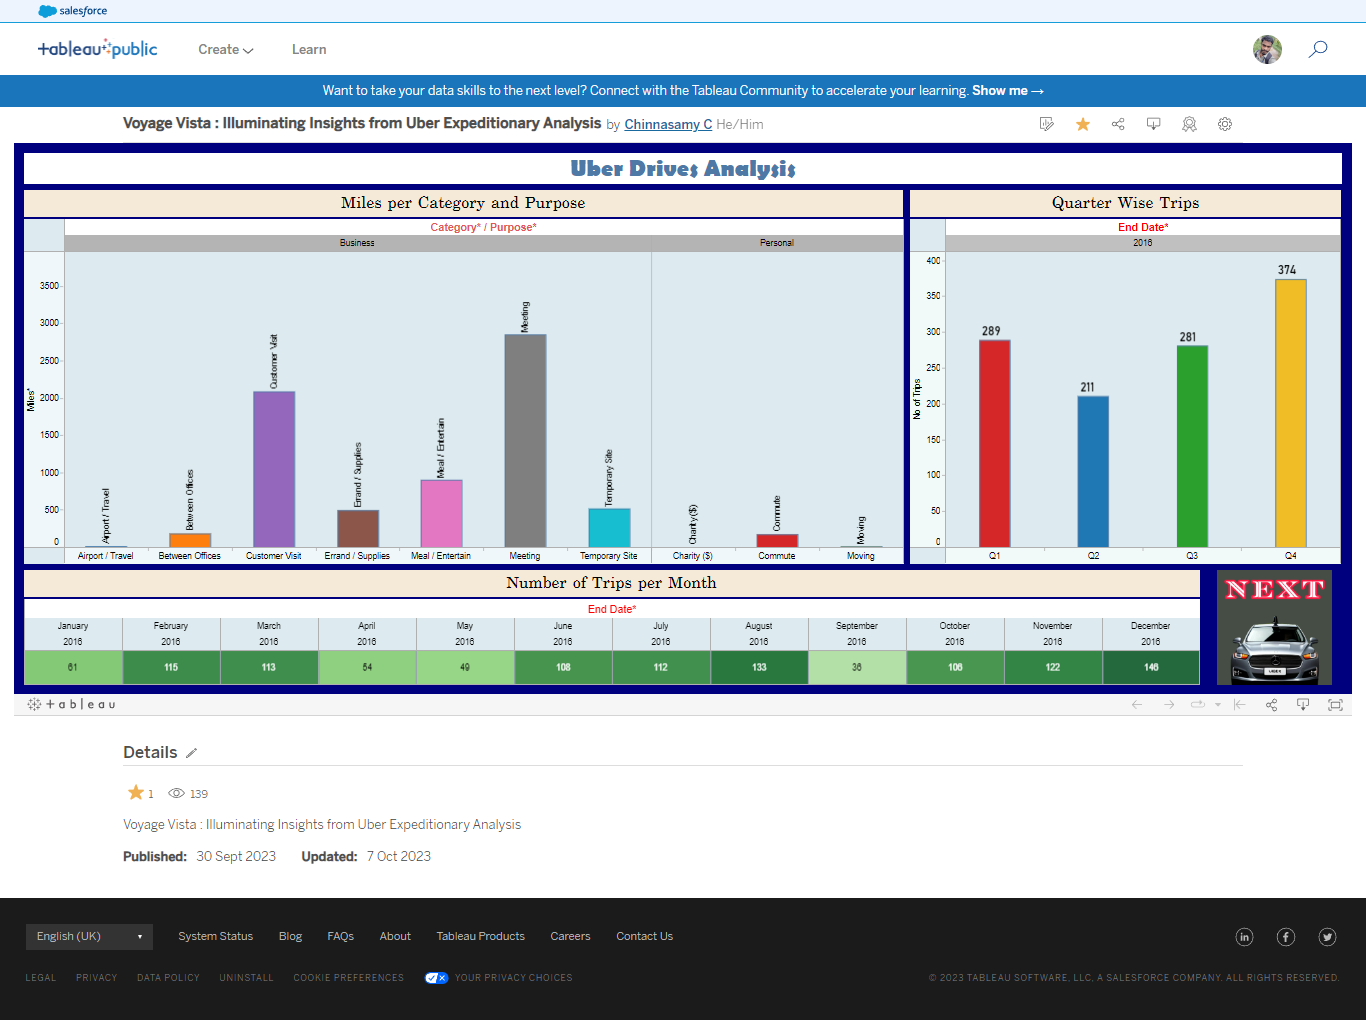 salesforce
+ableau public
Create
Learn
Want to take your data skills to the next level? Connect with the Tableau Community to accelerate your learning. Show me →
Voyage Vista : Illuminating Insights from Uber Expeditionary Analysis by Chinnasamy C He/Him
Uber Drives Analysis
Miles per Category and Purpose
Category* / Purpose*
Business
Personal
Miles*
3500
3000
2500
2000
1500
1000
500
0
Airport / Travel
Between Offices
Customer Visit
Errand / Supplies
Meal / Entertain
Meeting
Temporary Site
Charity ($)
Commute
Moving
Airport / Travel
Between Offices
Customer Visit
Errand / Supplies
Meal / Entertain
Meeting
Temporary Site
Charity ($)
Commute
Moving
Quarter Wise Trips
End Date*
2016
No of Trips
400
350
300
250
200
150
100
50
0
289
211
281
374
Q1
Q2
Q3
Q4
Number of Trips per Month
End Date*
January February March April May June July August September October November December
2016 2016 2016 2016 2016 2016 2016 2016 2016 2016 2016 2016
61 115 113 54 49 108 112 133 36 106 122 146
NEXT
+ a b l e a u
Details
1 139
Voyage Vista : Illuminating Insights from Uber Expeditionary Analysis
Published: 30 Sept 2023 Updated: 7 Oct 2023
English (UK)
System Status Blog FAQs About Tableau Products Careers Contact Us
LEGAL PRIVACY DATA POLICY UNINSTALL COOKIE PREFERENCES YOUR PRIVACY CHOICES
© 2023 TABLEAU SOFTWARE, LLC, A SALESFORCE COMPANY. ALL RIGHTS RESERVED.